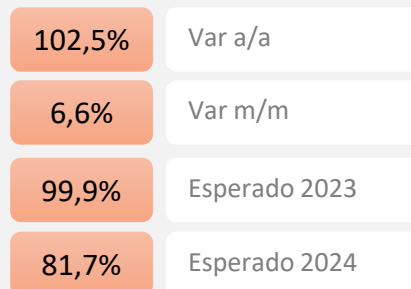 102,5% Var a/a
6,6% Var m/m
99,9% Esperado 2023
81,7% Esperado 2024